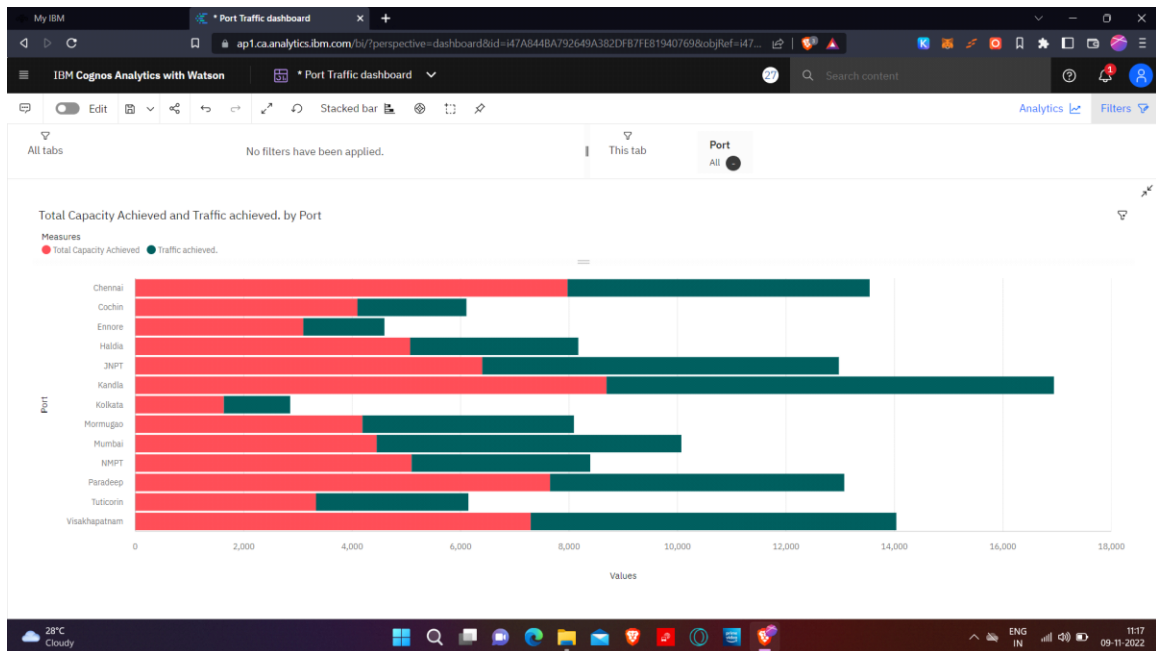 My IBM
* Port Traffic dashboard
ap1.ca.analytics.ibm.com/bi/?perspective=dashboard&id=i47A844BA792649A382DFB7FE81940769&objRef=i47...
IBM Cognos Analytics with Watson
* Port Traffic dashboard
27
Search content
Edit
Stacked bar
Analytics
Filters
All tabs
No filters have been applied.
This tab
Port
All
Total Capacity Achieved and Traffic achieved. by Port
Measures
Total Capacity Achieved Traffic achieved.
Port
Chennai
Cochin
Ennore
Haldia
JNPT
Kandla
Kolkata
Mormugao
Mumbai
NMPT
Paradeep
Tuticorin
Visakhapatnam
0 2,000 4,000 6,000 8,000 10,000 12,000 14,000 16,000 18,000
Values
28°C
Cloudy
ENG
IN
11:17
09-11-2022